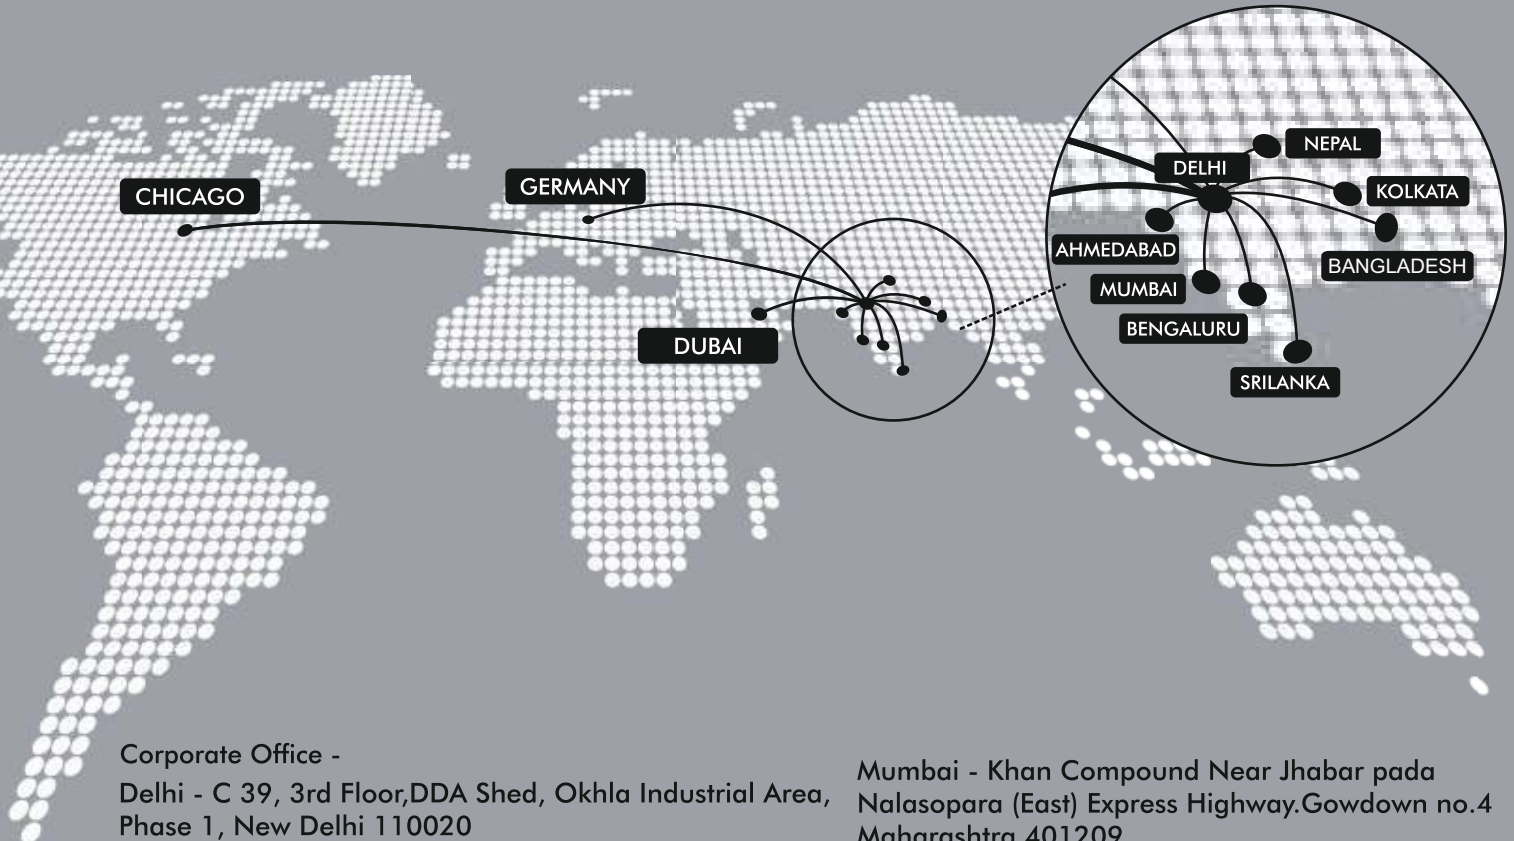 CHICAGO
GERMANY
DUBAI
DELHI
NEPAL
KOLKATA
AHMEDABAD
BANGLADESH
MUMBAI
BENGALURU
SRILANKA
Corporate Office -
Delhi - C 39, 3rd Floor,DDA Shed, Okhla Industrial Area,
Phase 1, New Delhi 110020
Mumbai - Khan Compound Near Jhabar pada
Nalasopara (East) Express Highway.Gowdown no.4
Maharashtra 401209